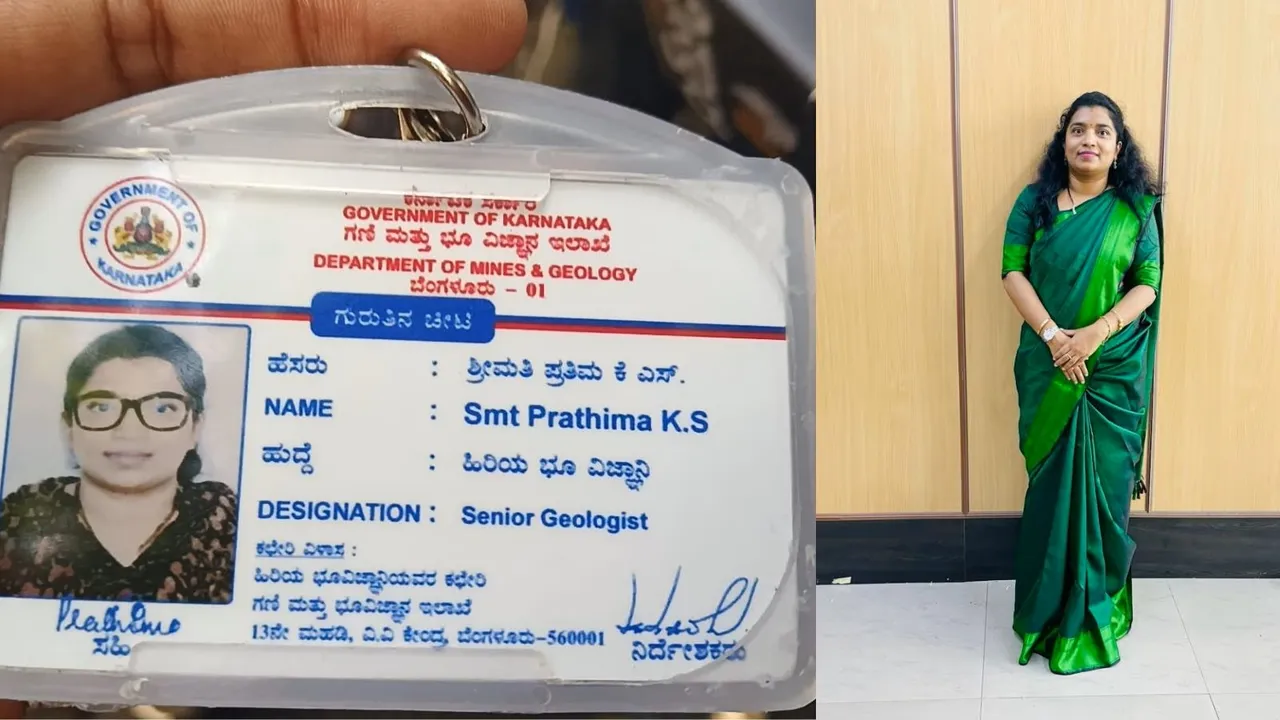 GOVERNMENT OF
KARNATAKA
ಕರ್ನಾಟಕ ಸರ್ಕಾರ
GOVERNMENT OF KARNATAKA
ಗಣಿ ಮತ್ತು ಭೂ ವಿಜ್ಞಾನ ಇಲಾಖೆ
DEPARTMENT OF MINES & GEOLOGY
ಬೆಂಗಳೂರು - 01
ಗುರುತಿನ ಚೀಟಿ
ಹೆಸರು : ಶ್ರೀಮತಿ ಪ್ರತಿಮ ಕೆ ಎಸ್.
NAME : Smt Prathima K.S
ಹುದ್ದೆ : ಹಿರಿಯ ಭೂ ವಿಜ್ಞಾನಿ
DESIGNATION : Senior Geologist
ಕಛೇರಿ ವಿಳಾಸ :
ಹಿರಿಯ ಭೂವಿಜ್ಞಾನಿಯವರ ಕಛೇರಿ
ಗಣಿ ಮತ್ತು ಭೂವಿಜ್ಞಾನ ಇಲಾಖೆ
13ನೇ ಮಹಡಿ, ವಿ.ವಿ ಕೇಂದ್ರ, ಬೆಂಗಳೂರು-560001
Prathima
ಸಹಿ
ನಿರ್ದೇಶಕರು